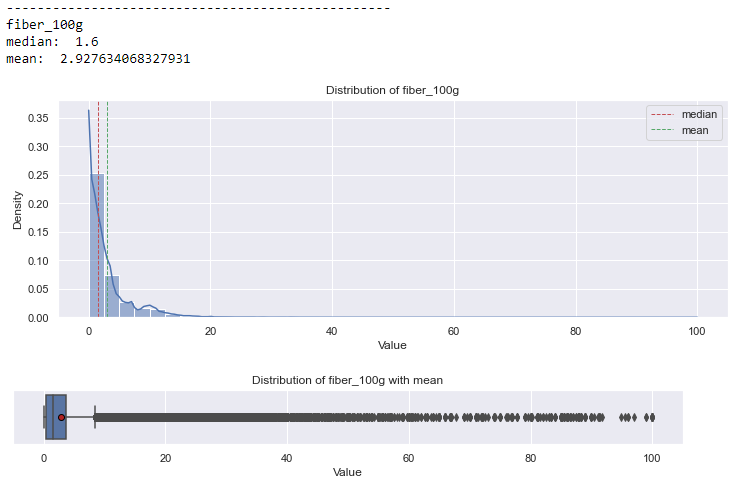 --------------------------------------------------
fiber_100g
median:  1.6
mean:  2.927634068327931
Distribution of fiber_100g
median
mean
0.35
0.30
0.25
0.20
0.15
0.10
0.05
0.00
Density
0 20 40 60 80 100
Value
Distribution of fiber_100g with mean
0 20 40 60 80 100
Value